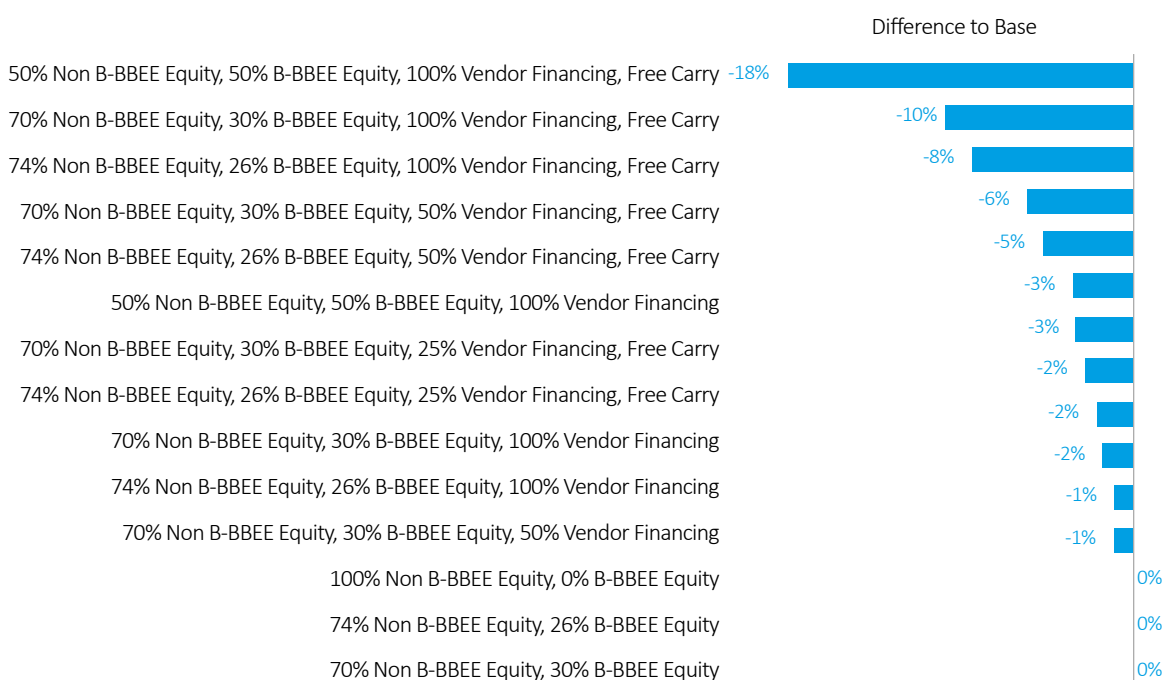 Difference to Base
50% Non B-BBEE Equity, 50% B-BBEE Equity, 100% Vendor Financing, Free Carry -18%
70% Non B-BBEE Equity, 30% B-BBEE Equity, 100% Vendor Financing, Free Carry -10%
74% Non B-BBEE Equity, 26% B-BBEE Equity, 100% Vendor Financing, Free Carry -8%
70% Non B-BBEE Equity, 30% B-BBEE Equity, 50% Vendor Financing, Free Carry -6%
74% Non B-BBEE Equity, 26% B-BBEE Equity, 50% Vendor Financing, Free Carry -5%
50% Non B-BBEE Equity, 50% B-BBEE Equity, 100% Vendor Financing -3%
70% Non B-BBEE Equity, 30% B-BBEE Equity, 25% Vendor Financing, Free Carry -3%
74% Non B-BBEE Equity, 26% B-BBEE Equity, 25% Vendor Financing, Free Carry -2%
70% Non B-BBEE Equity, 30% B-BBEE Equity, 100% Vendor Financing -2%
74% Non B-BBEE Equity, 26% B-BBEE Equity, 100% Vendor Financing -2%
70% Non B-BBEE Equity, 30% B-BBEE Equity, 50% Vendor Financing -1%
-1%
100% Non B-BBEE Equity, 0% B-BBEE Equity 0%
74% Non B-BBEE Equity, 26% B-BBEE Equity 0%
70% Non B-BBEE Equity, 30% B-BBEE Equity 0%